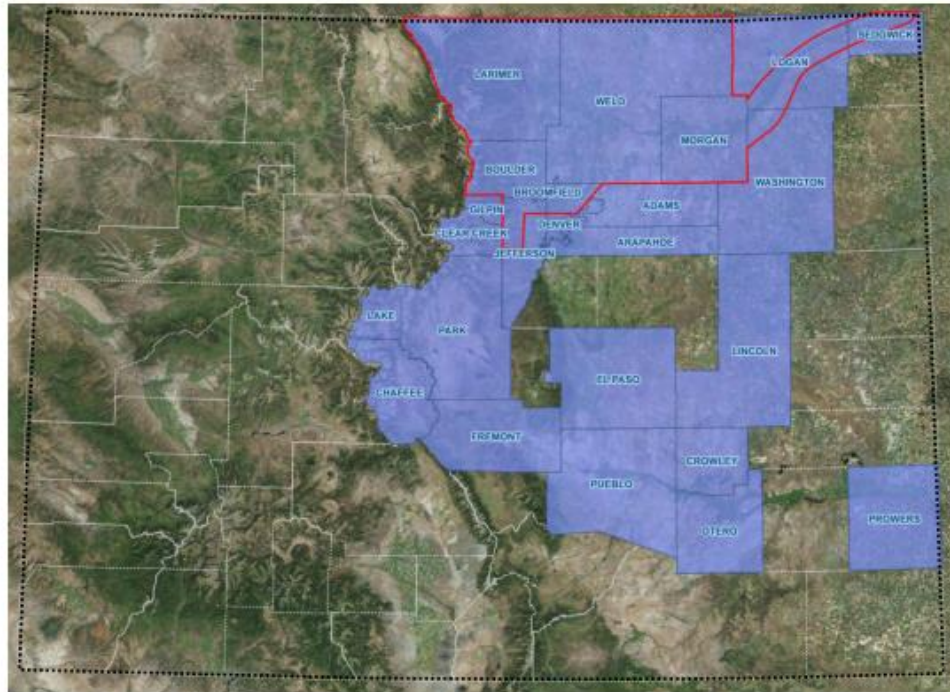 SEDGWICK
LOGAN
LARIMER
WELD
MORGAN
BOULDER
WASHINGTON
BROOMFIELD
ADAMS
GILPIN
DENVER
CLEAR CREEK
ARAPAHOE
JEFFERSON
LAKE
PARK
LINCOLN
EL PASO
CHAFFEE
FREMONT
CROWLEY
PUEBLO
PROWERS
OTERO